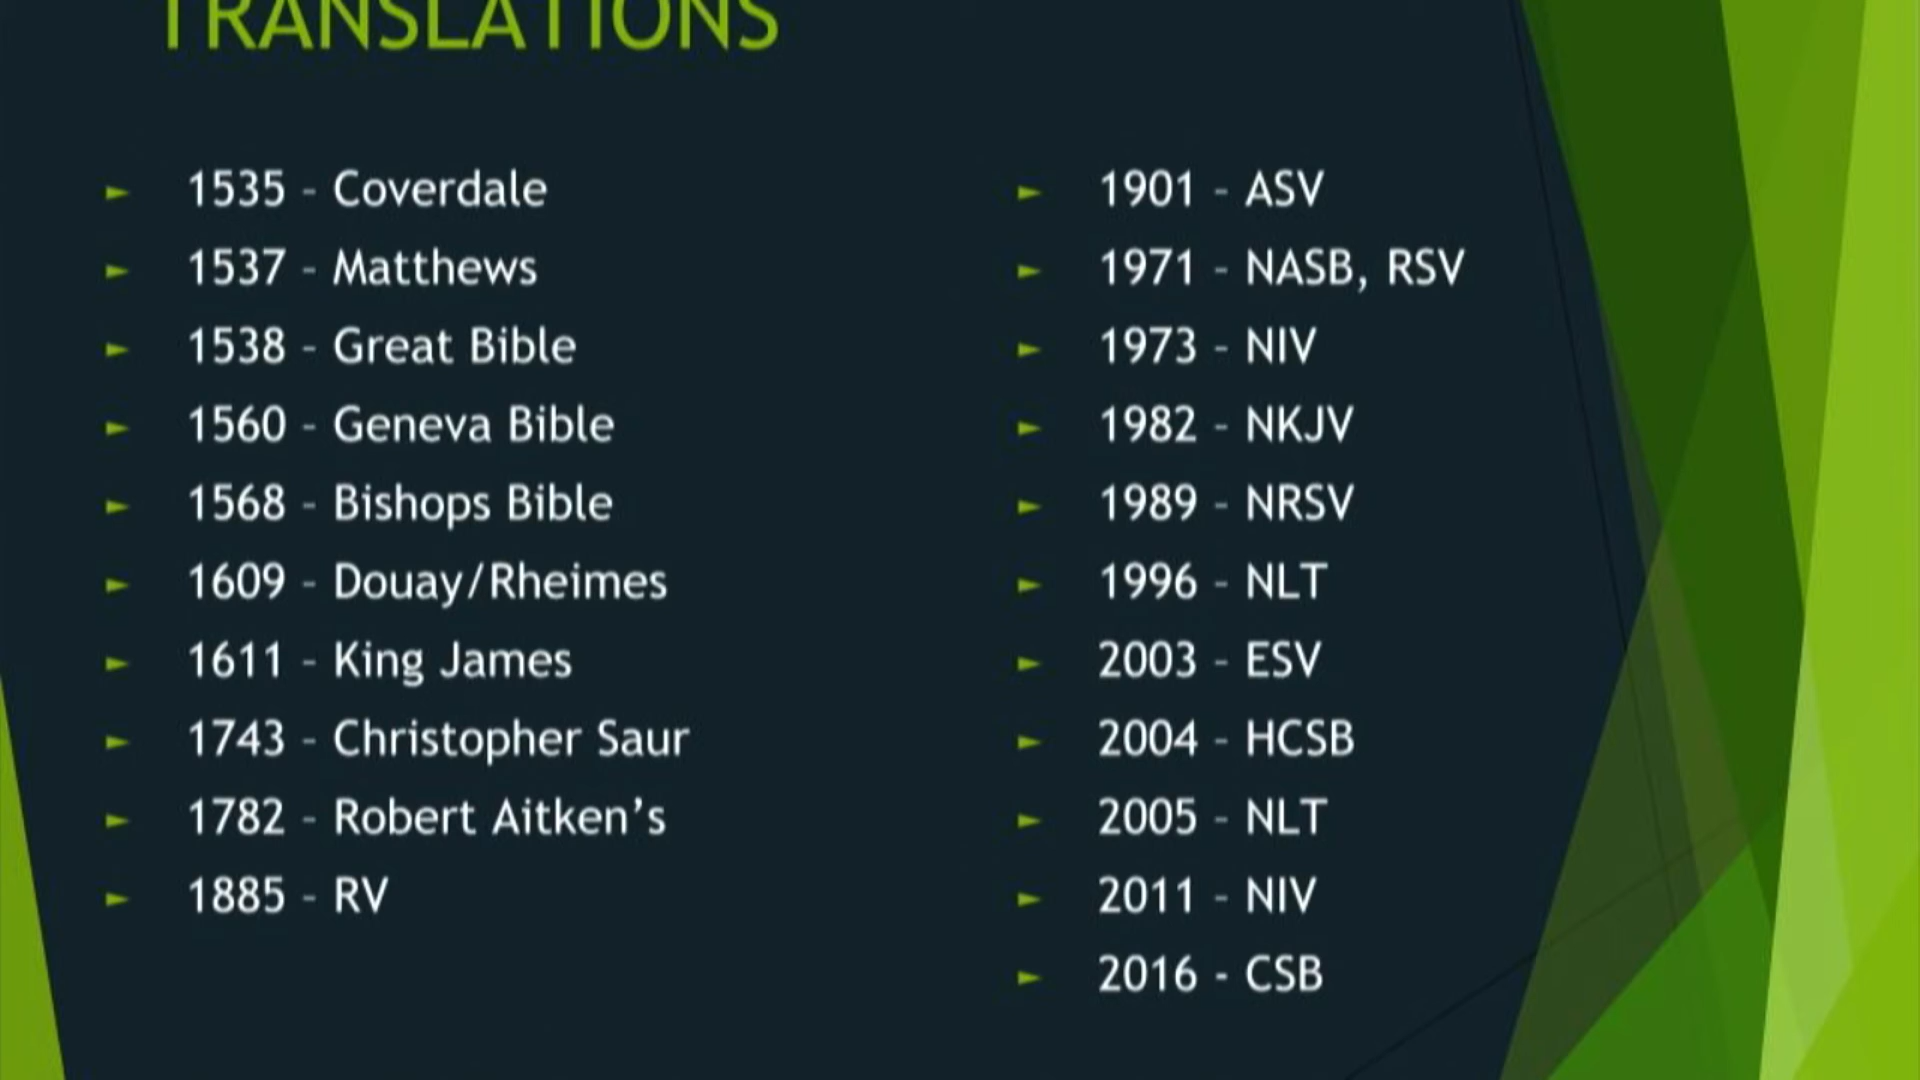 TRANSLATIONS
► 1535 - Coverdale
► 1537 - Matthews
► 1538 - Great Bible
► 1560 - Geneva Bible
► 1568 - Bishops Bible
► 1609 - Douay/Rheimes
► 1611 - King James
► 1743 - Christopher Saur
► 1782 - Robert Aitken’s
► 1885 - RV
► 1901 - ASV
► 1971 - NASB, RSV
► 1973 - NIV
► 1982 - NKJV
► 1989 - NRSV
► 1996 - NLT
► 2003 - ESV
► 2004 - HCSB
► 2005 - NLT
► 2011 - NIV
► 2016 - CSB